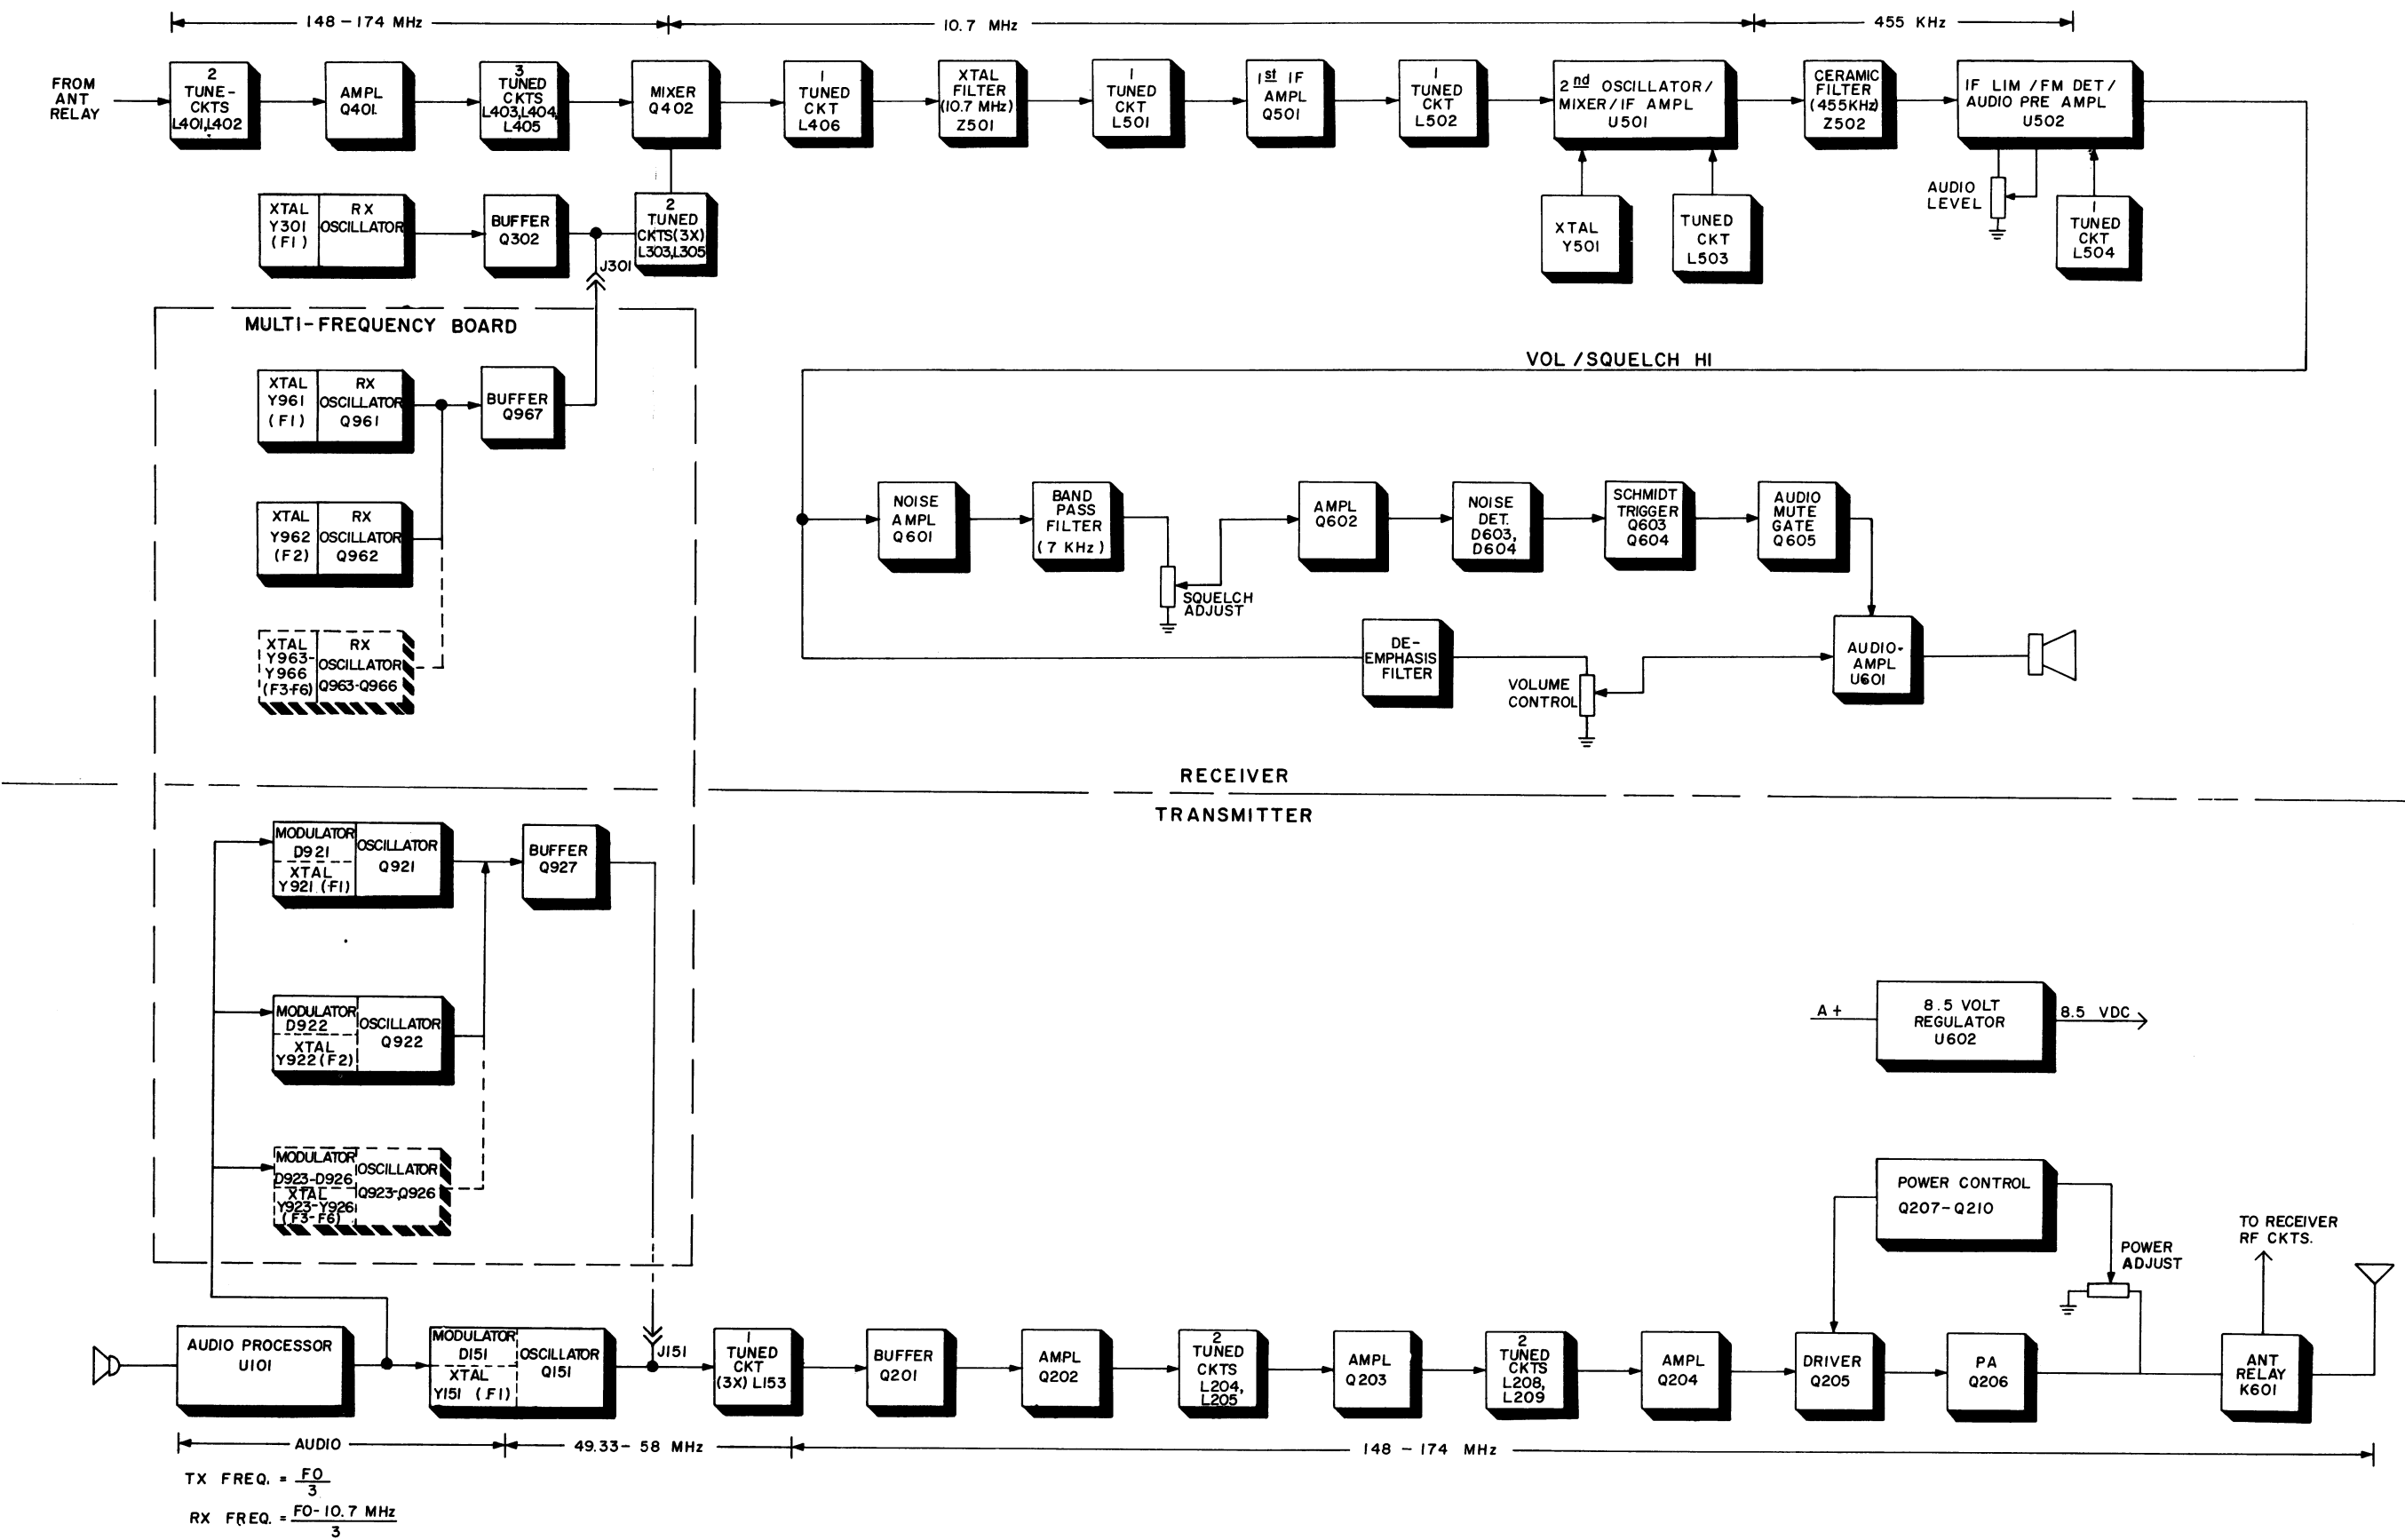 148-174 MHz
10.7 MHz
455 KHz
FROM
ANT
RELAY
2
TUNE-
CKTS
L401,L402
AMPL
Q401
3
TUNED
CKTS
L403,L404,
L405
MIXER
Q402
1
TUNED
CKT
L406
XTAL
FILTER
(10.7 MHz)
Z501
1
TUNED
CKT
L501
1st IF
AMPL
Q501
1
TUNED
CKT
L502
2nd OSCILLATOR/
MIXER/IF AMPL
U501
CERAMIC
FILTER
(455KHz)
Z502
IF LIM /FM DET/
AUDIO PRE AMPL
U502
XTAL
Y301
(F1)
RX
OSCILLATOR
BUFFER
Q302
2
TUNED
CKTS(3X)
L303,L305
J301
XTAL
Y501
TUNED
CKT
L503
AUDIO
LEVEL
1
TUNED
CKT
L504
MULTI-FREQUENCY BOARD
VOL /SQUELCH HI
XTAL
Y961
(F1)
RX
OSCILLATOR
Q961
BUFFER
Q967
XTAL
Y962
(F2)
RX
OSCILLATOR
Q962
XTAL
Y963-
Y966
(F3-F6)
RX
OSCILLATOR
Q963-Q966
NOISE
AMPL
Q601
BAND
PASS
FILTER
(7 KHz)
SQUELCH
ADJUST
AMPL
Q602
NOISE
DET.
D603,
D604
SCHMIDT
TRIGGER
Q603
Q604
AUDIO
MUTE
GATE
Q605
DE-
EMPHASIS
FILTER
VOLUME
CONTROL
AUDIO-
AMPL
U601
RECEIVER
TRANSMITTER
MODULATOR
D921
XTAL
Y921 (F1)
OSCILLATOR
Q921
BUFFER
Q927
MODULATOR
D922
XTAL
Y922(F2)
OSCILLATOR
Q922
MODULATOR
D923-D926
XTAL
Y923-Y926
(F3-F6)
OSCILLATOR
Q923-Q926
A+
8.5 VOLT
REGULATOR
U602
8.5 VDC
POWER CONTROL
Q207-Q210
POWER
ADJUST
TO RECEIVER
RF CKTS.
AUDIO PROCESSOR
U101
MODULATOR
D151
XTAL
Y151 (F1)
OSCILLATOR
Q151
J151
1
TUNED
CKT
(3X) L153
BUFFER
Q201
AMPL
Q202
2
TUNED
CKTS
L204,
L205
AMPL
Q203
2
TUNED
CKTS
L208,
L209
AMPL
Q204
DRIVER
Q205
PA
Q206
ANT
RELAY
K601
AUDIO
49.33-58 MHz
148-174 MHz
TX FREQ. = FO
3
RX FREQ. = FO-10.7 MHz
3